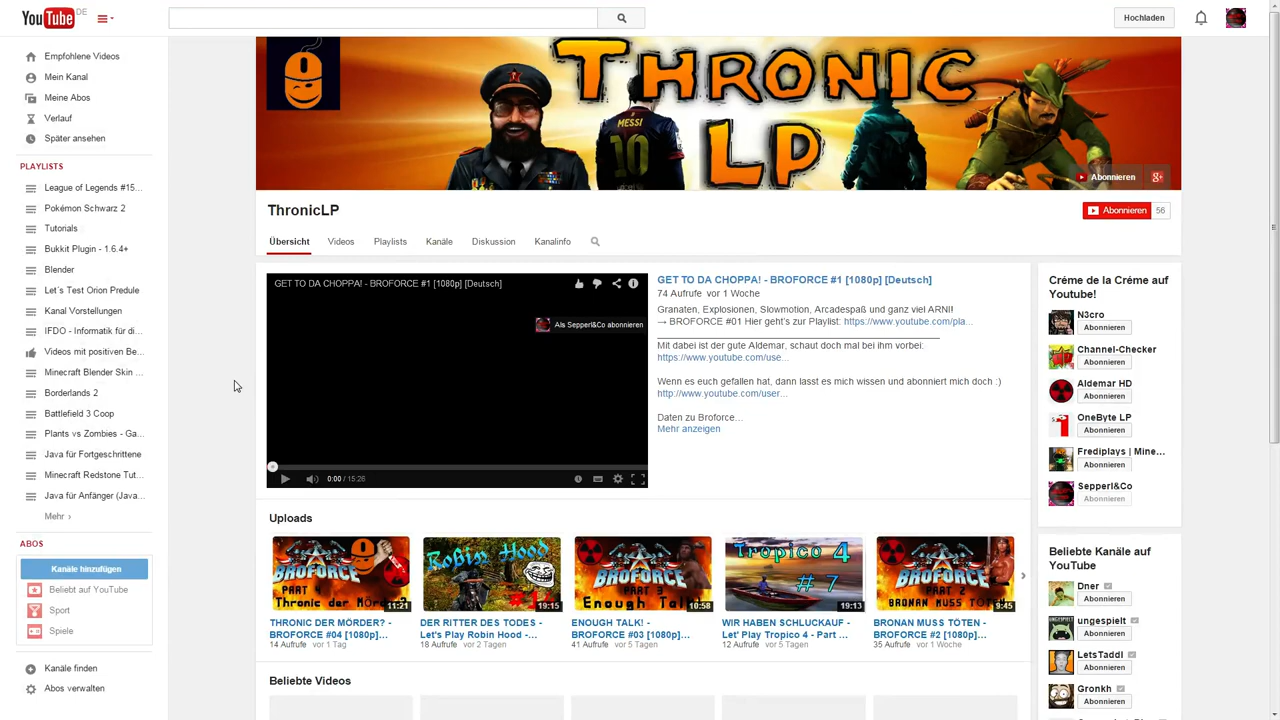 YouTube DE
Hochladen
Empfohlene Videos
Mein Kanal
Meine Abos
Verlauf
Später ansehen
PLAYLISTS
League of Legends #15...
Pokémon Schwarz 2
Tutorials
Bukkit Plugin - 1.6.4+
Blender
Let´s Test Orion Predule
Kanal Vorstellungen
IFDO - Informatik für di...
Videos mit positiven Be...
Minecraft Blender Skin ...
Borderlands 2
Battlefield 3 Coop
Plants vs Zombies - Ga...
Java für Fortgeschrittene
Minecraft Redstone Tut...
Java für Anfänger (Java...
Mehr ›
ABOS
Kanäle hinzufügen
Beliebt auf YouTube
Sport
Spiele
Kanäle finden
Abos verwalten
THRONIC
LP
MESSI
10
Abonnieren
ThronicLP
Abonnieren 56
Übersicht Videos Playlists Kanäle Diskussion Kanalinfo
GET TO DA CHOPPA! - BROFORCE #1 [1080p] [Deutsch]
Als Sepperl&Co abonnieren
0:00 / 15:26
GET TO DA CHOPPA! - BROFORCE #1 [1080p] [Deutsch]
74 Aufrufe vor 1 Woche
Granaten, Explosionen, Slowmotion, Arcadespaß und ganz viel ARNI!
→ BROFORCE #01 Hier geht's zur Playlist: https://www.youtube.com/pla...
Mit dabei ist der gute Aldemar, schaut doch mal bei ihm vorbei:
https://www.youtube.com/use...
Wenn es euch gefallen hat, dann lasst es mich wissen und abonniert mich doch :)
http://www.youtube.com/user...
Daten zu Broforce...
Mehr anzeigen
Uploads
BROFORCE
PART 4
Thronic der Mörder?
11:21
THRONIC DER MÖRDER? -
BROFORCE #04 [1080p]...
14 Aufrufe vor 1 Tag
Robin Hood
19:15
DER RITTER DES TODES -
Let's Play Robin Hood -...
18 Aufrufe vor 2 Tagen
BROFORCE
PART 3
Enough Talk!
10:58
ENOUGH TALK! -
BROFORCE #03 [1080p]...
41 Aufrufe vor 5 Tagen
Tropico 4
# 7
19:13
WIR HABEN SCHLUCKAUF -
Let' Play Tropico 4 - Part ...
12 Aufrufe vor 5 Tagen
BROFORCE
PART 2
BRONAN MUSS TÖTEN
9:45
BRONAN MUSS TÖTEN -
BROFORCE #2 [1080p]...
35 Aufrufe vor 1 Woche
Beliebte Videos
Créme de la Créme auf
Youtube!
N3cro
Abonnieren
Channel-Checker
Abonnieren
Aldemar HD
Abonnieren
OneByte LP
Abonnieren
Frediplays | Mine...
Abonnieren
Sepperl&Co
Abonnieren
Beliebte Kanäle auf
YouTube
Dner
Abonnieren
ungespielt
Abonnieren
LetsTaddl
Abonnieren
Gronkh
Abonnieren